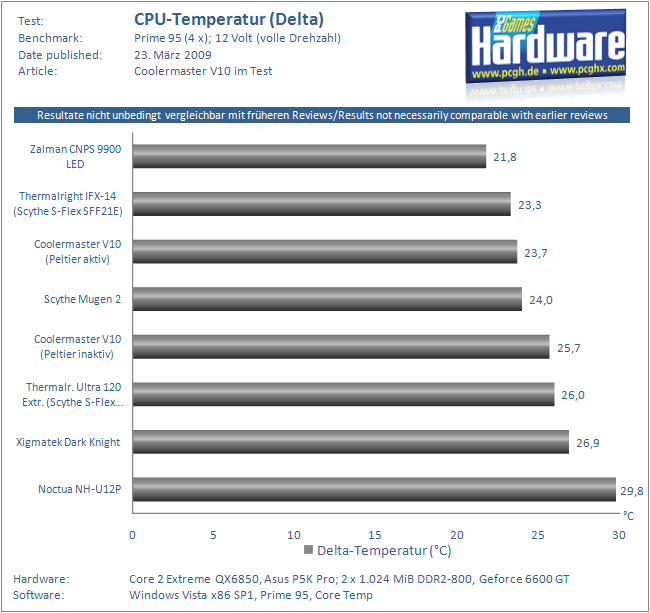 Test: CPU-Temperatur (Delta)
Benchmark: Prime 95 (4 x); 12 Volt (volle Drehzahl)
Date published: 23. März 2009
Article: Coolermaster V10 im Test
PC Games
Hardware
www.pcgh.de • www.pcghx.com
Resultate nicht unbedingt vergleichbar mit früheren Reviews/Results not necessarily comparable with earlier reviews
Zalman CNPS 9900
LED
21,8
Thermalright IFX-14
(Scythe S-Flex SFF21E)
23,3
Coolermaster V10
(Peltier aktiv)
23,7
Scythe Mugen 2
24,0
Coolermaster V10
(Peltier inaktiv)
25,7
Thermalr. Ultra 120
Extr. (Scythe S-Flex...
26,0
Xigmatek Dark Knight
26,9
Noctua NH-U12P
29,8
°C
0 5 10 15 20 25 30
Delta-Temperatur (°C)
Hardware: Core 2 Extreme QX6850, Asus P5K Pro; 2 x 1.024 MiB DDR2-800, Geforce 6600 GT
Software: Windows Vista x86 SP1, Prime 95, Core Temp